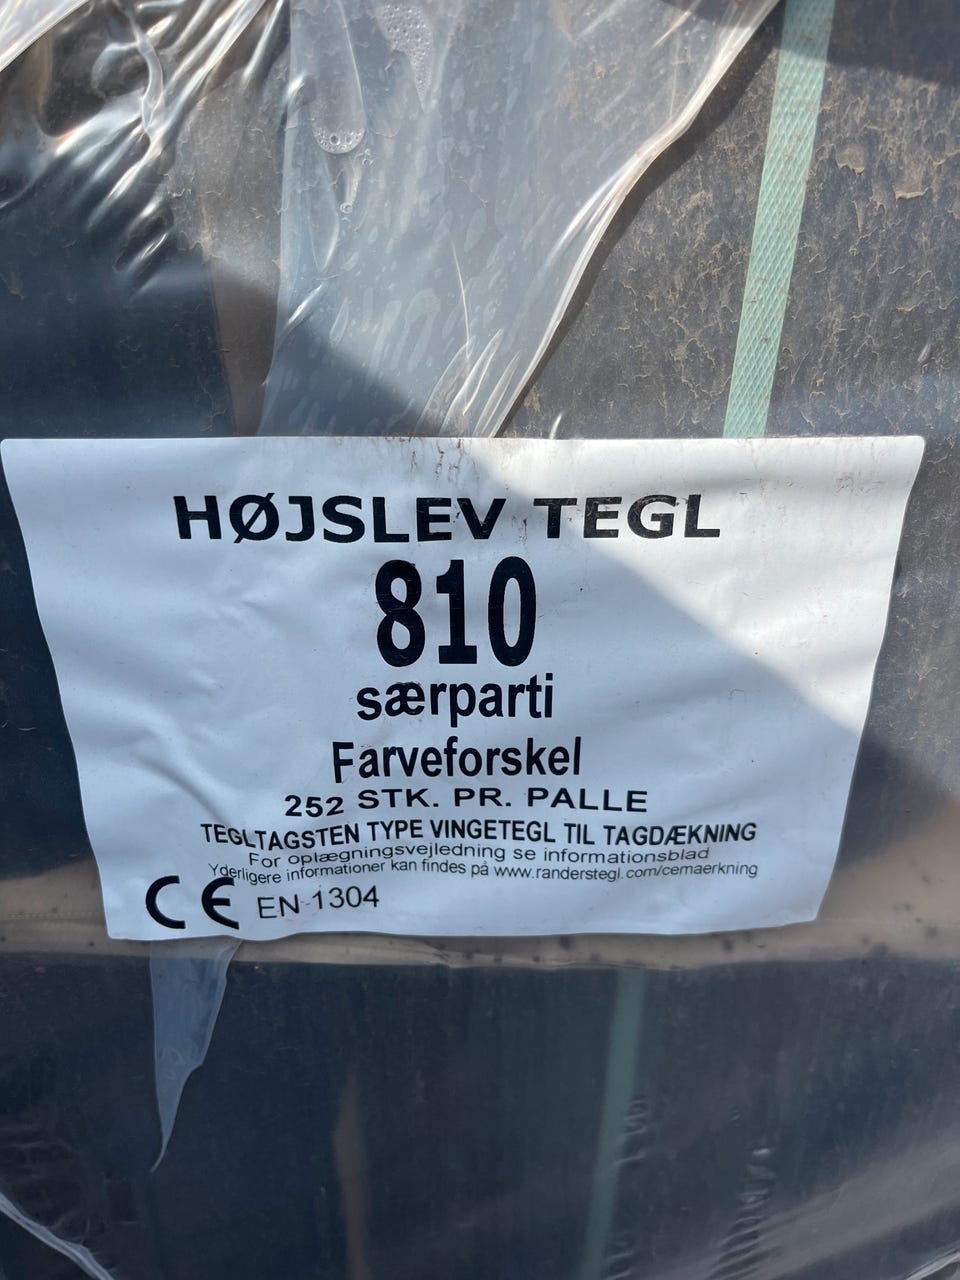 HØJSLEV TEGL
810
særparti
Farveforskel
252 STK. PR. PALLE
TEGLTAGSTEN TYPE VINGETEGL TIL TAGDÆKNING
For oplægningsvejledning se informationsblad
Yderligere informationer kan findes på www.randerstegl.com/cemaerkning
CE EN 1304